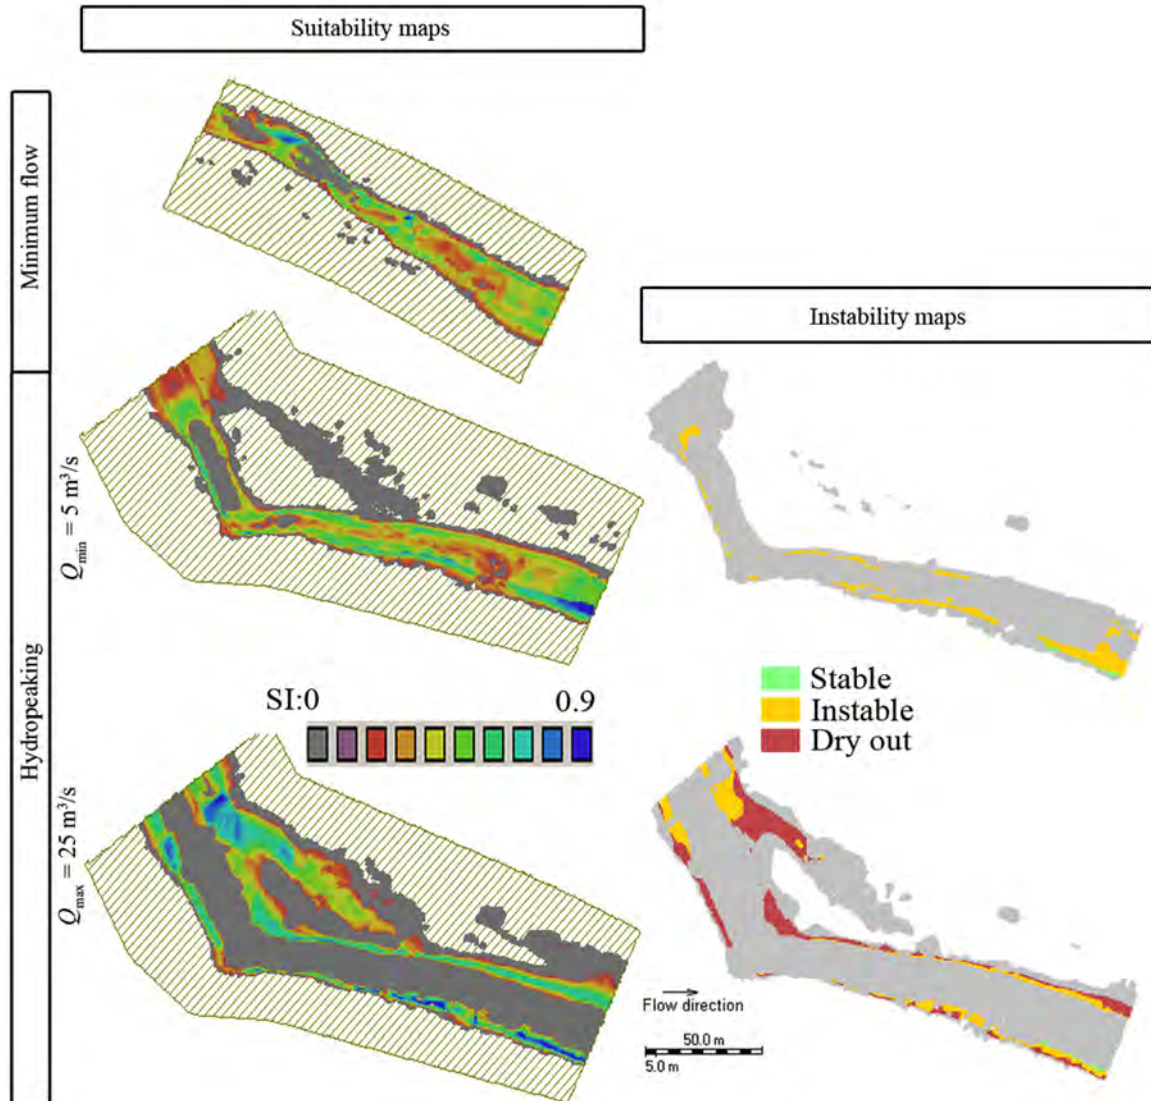 Suitability maps
Minimum flow
Instability maps
Hydropeaking
Qmin = 5 m³/s
SI:0 0.9
Stable
Instable
Dry out
Qmax = 25 m³/s
Flow direction
50.0 m
5.0 m